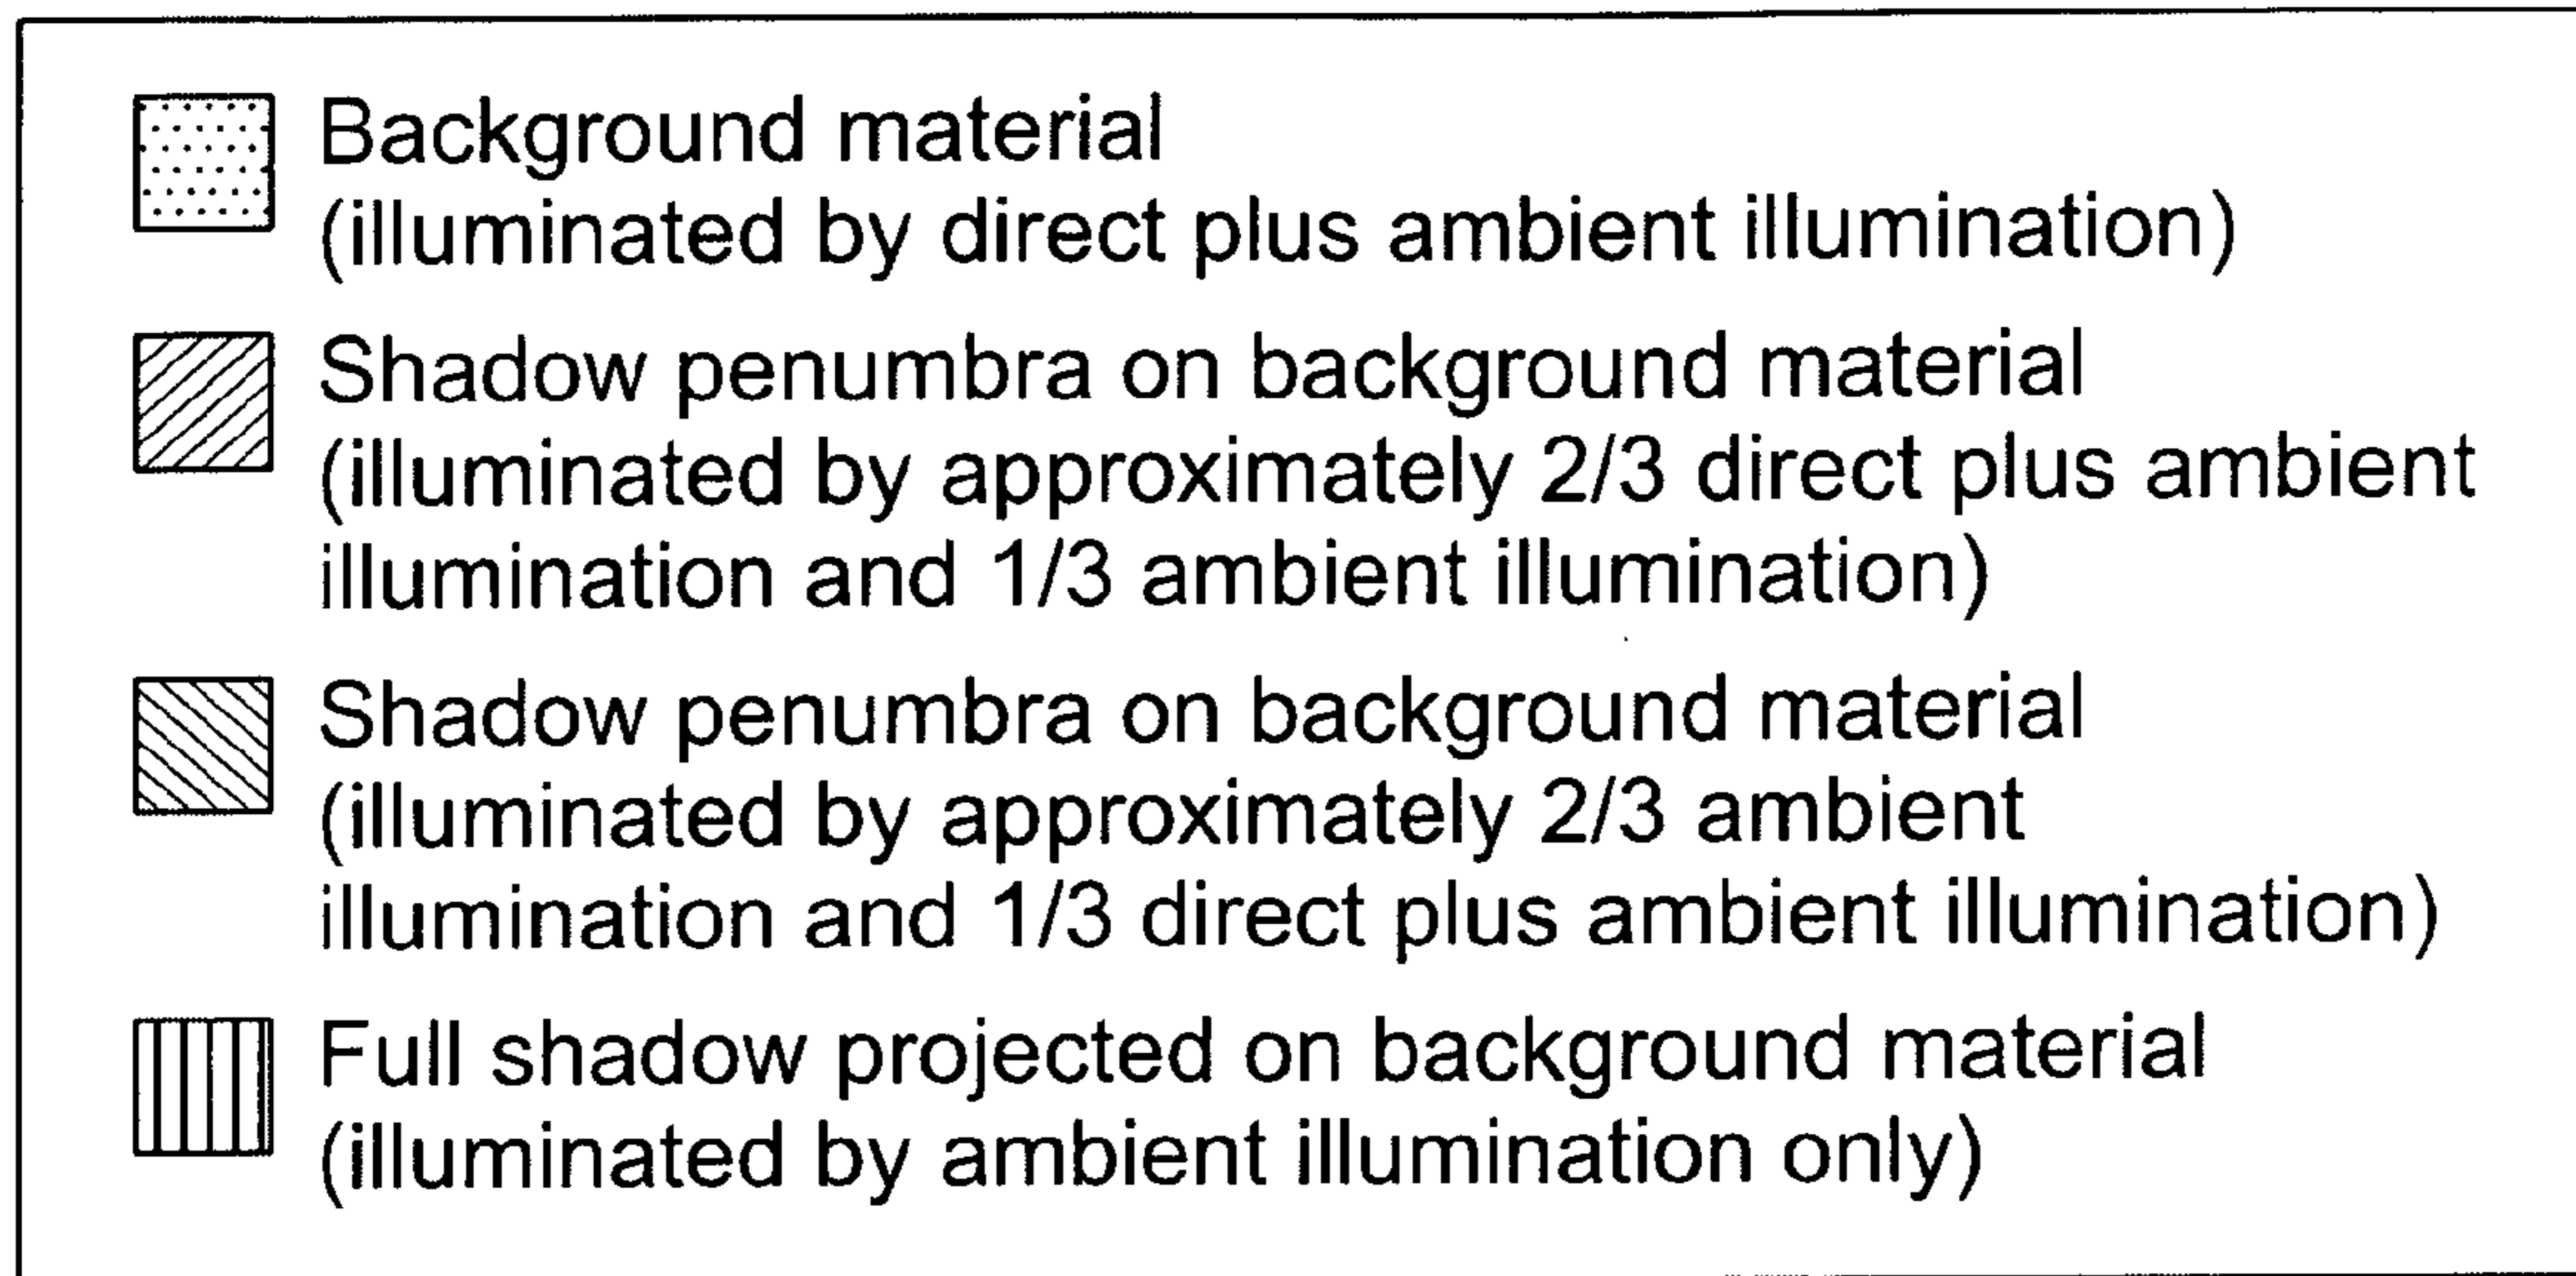 Background material
(illuminated by direct plus ambient illumination)
Shadow penumbra on background material
(illuminated by approximately 2/3 direct plus ambient
illumination and 1/3 ambient illumination)
Shadow penumbra on background material
(illuminated by approximately 2/3 ambient
illumination and 1/3 direct plus ambient illumination)
Full shadow projected on background material
(illuminated by ambient illumination only)